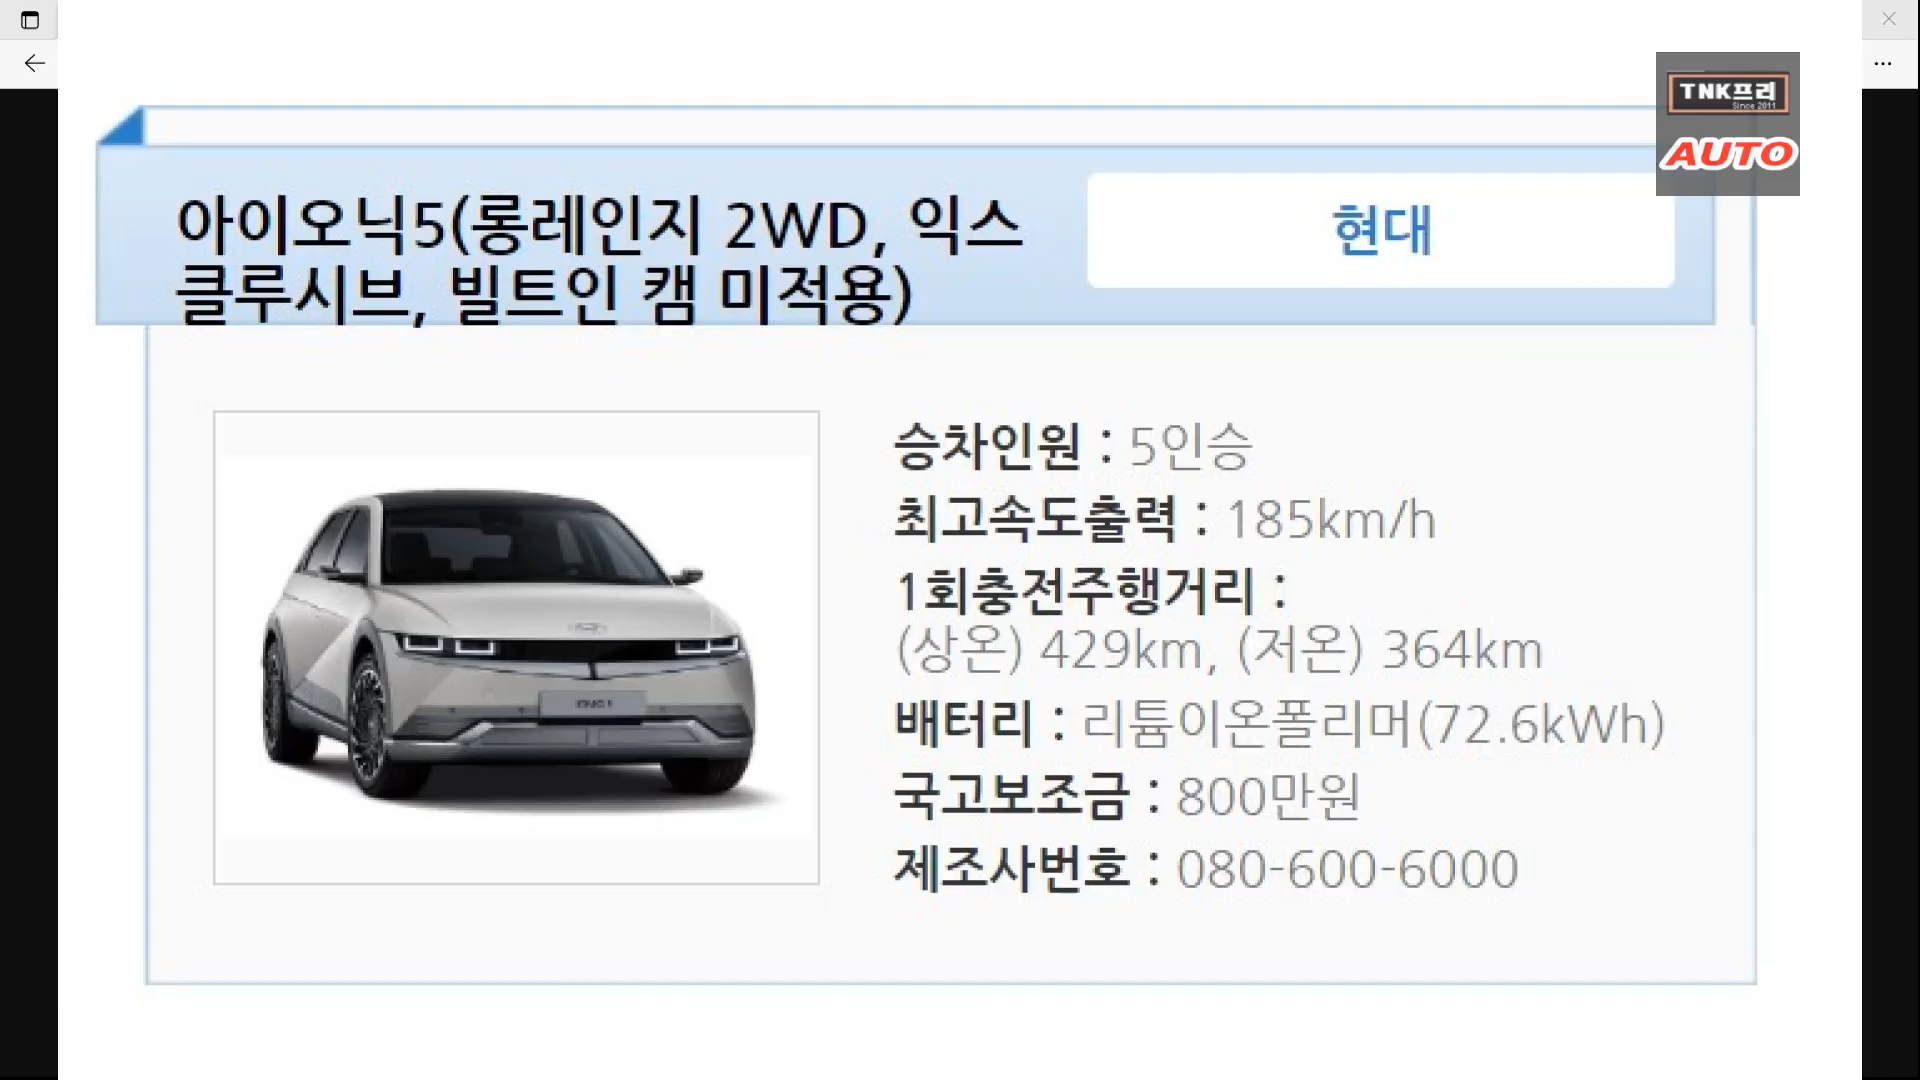 TNK프리
Since 2011
AUTO
아이오닉5(롱레인지 2WD, 익스
클루시브, 빌트인 캠 미적용)
현대
승차인원 : 5인승
최고속도출력 : 185km/h
1회충전주행거리 :
(상온) 429km, (저온) 364km
배터리 : 리튬이온폴리머(72.6kWh)
국고보조금 : 800만원
제조사번호 : 080-600-6000